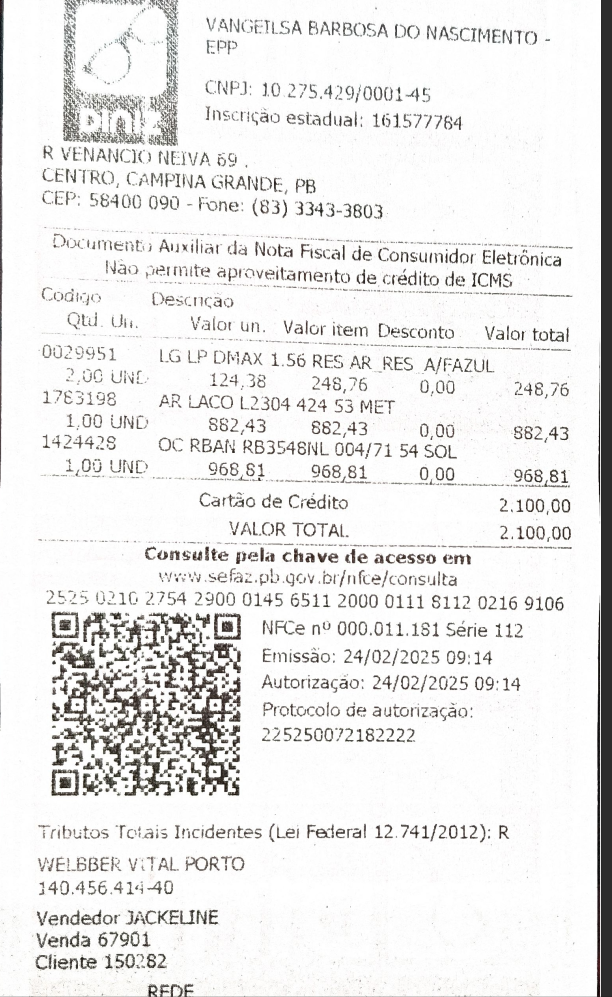 piniz
VANGEILSA BARBOSA DO NASCIMENTO -
EPP
CNPJ: 10.275.429/0001-45
Inscrição estadual: 161577784
R VENANCIO NEIVA 69 .
CENTRO, CAMPINA GRANDE, PB
CEP: 58400 090 - Fone: (83) 3343-3803
Documento Auxiliar da Nota Fiscal de Consumidor Eletrônica
Não permite aproveitamento de crédito de ICMS
Codigo Descrição
Qtd. Un. Valor un. Valor item Desconto Valor total
0029951 LG LP DMAX 1.56 RES AR_RES_A/FAZUL
2,00 UND 124,38 248,76 0,00 248,76
1763198 AR LACO L2304 424 53 MET
1,00 UND 882,43 882,43 0,00 882,43
1424428 OC RBAN RB3548NL 004/71 54 SOL
1,00 UND 968,81 968,81 0,00 968,81
Cartão de Crédito 2.100,00
VALOR TOTAL 2.100,00
Consulte pela chave de acesso em
www.sefaz.pb.gov.br/nfce/consulta
2525 0210 2754 2900 0145 6511 2000 0111 8112 0216 9106
NFCe nº 000.011.181 Série 112
Emissão: 24/02/2025 09:14
Autorização: 24/02/2025 09:14
Protocolo de autorização:
225250072182222
Tributos Totais Incidentes (Lei Federal 12.741/2012): R
WELBBER VITAL PORTO
140.456.414-40
Vendedor JACKELINE
Venda 67901
Cliente 150282
REDE